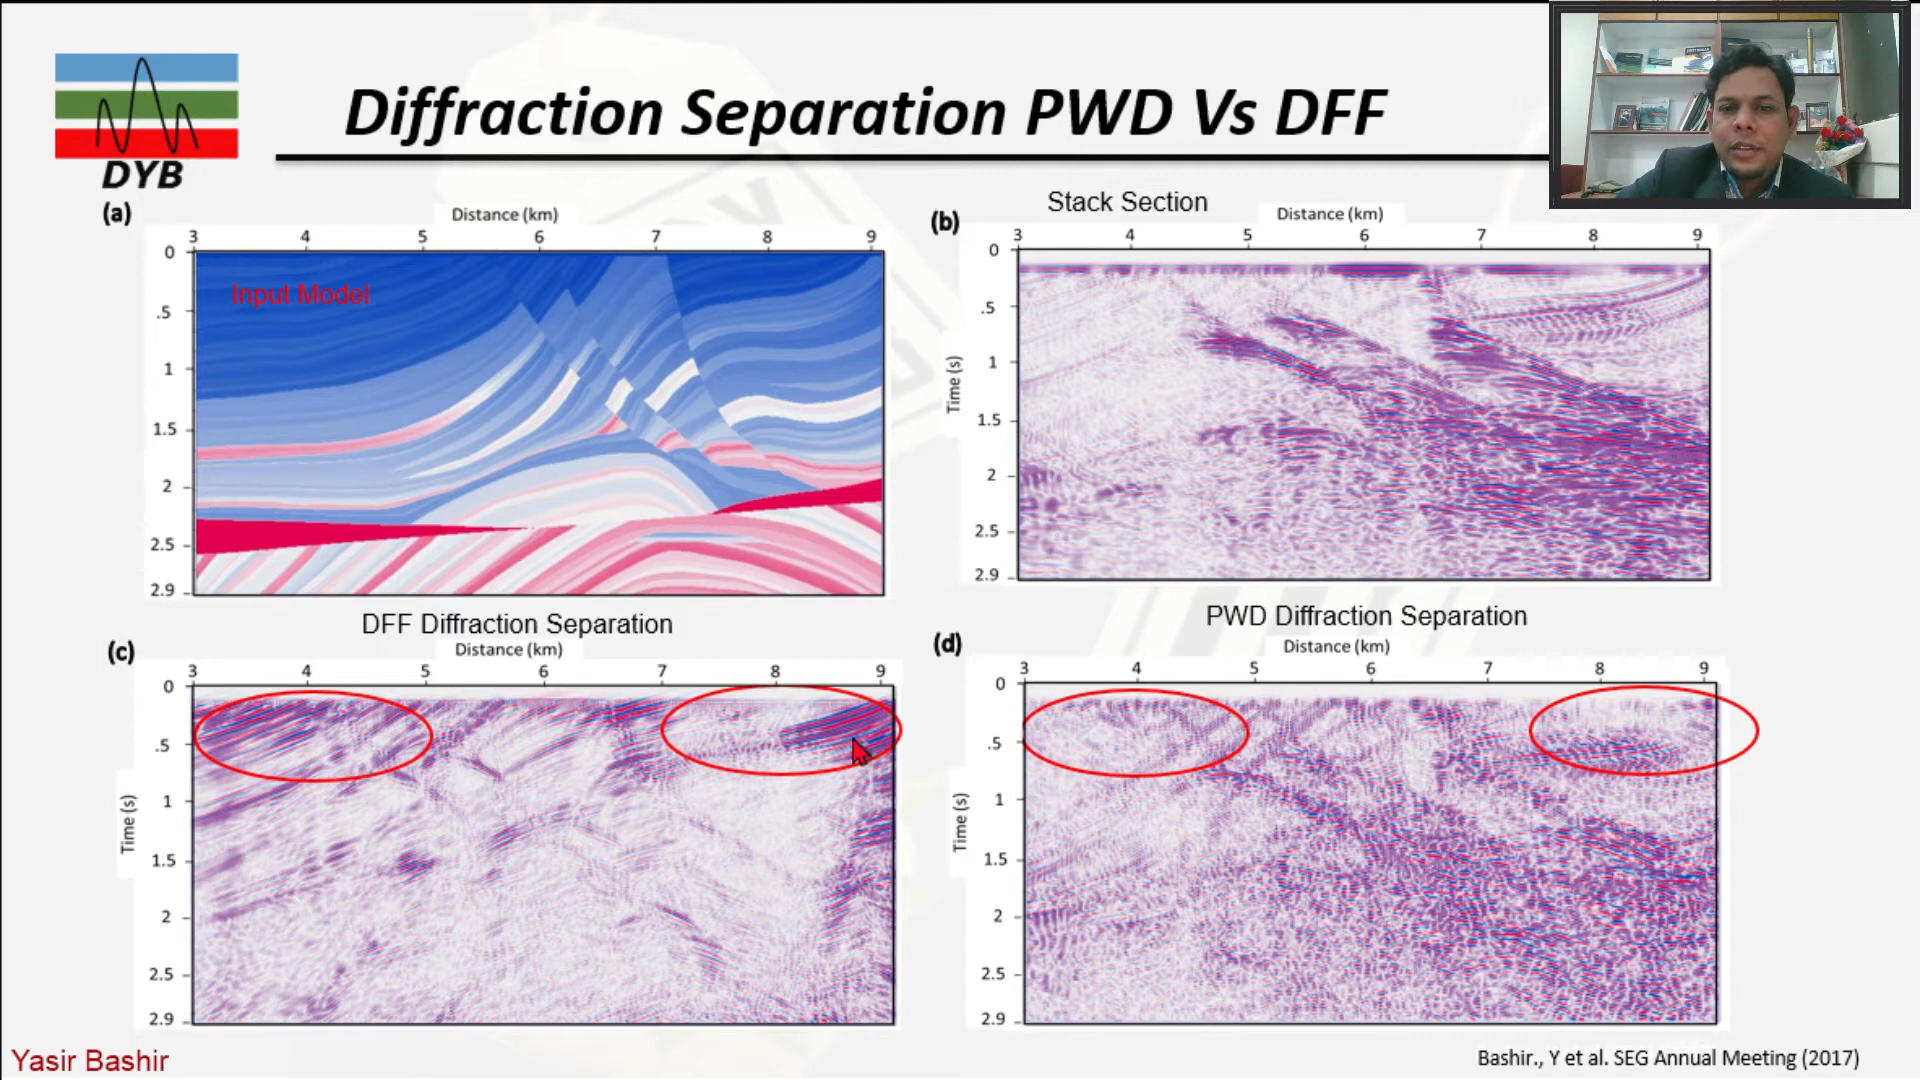 Diffraction Separation PWD Vs DFF
DYB
(a)
Distance (km)
3 4 5 6 7 8 9
0
.5
1
1.5
2
2.5
2.9
Input Model
(b)
Stack Section
Distance (km)
3 4 5 6 7 8 9
0
.5
1
1.5
2
2.5
2.9
Time (s)
DFF Diffraction Separation
(c)
Distance (km)
3 4 5 6 7 8 9
0
.5
1
1.5
2
2.5
2.9
Time (s)
PWD Diffraction Separation
(d)
Distance (km)
3 4 5 6 7 8 9
0
.5
1
1.5
2
2.5
2.9
Time (s)
Yasir Bashir
Bashir., Y et al. SEG Annual Meeting (2017)